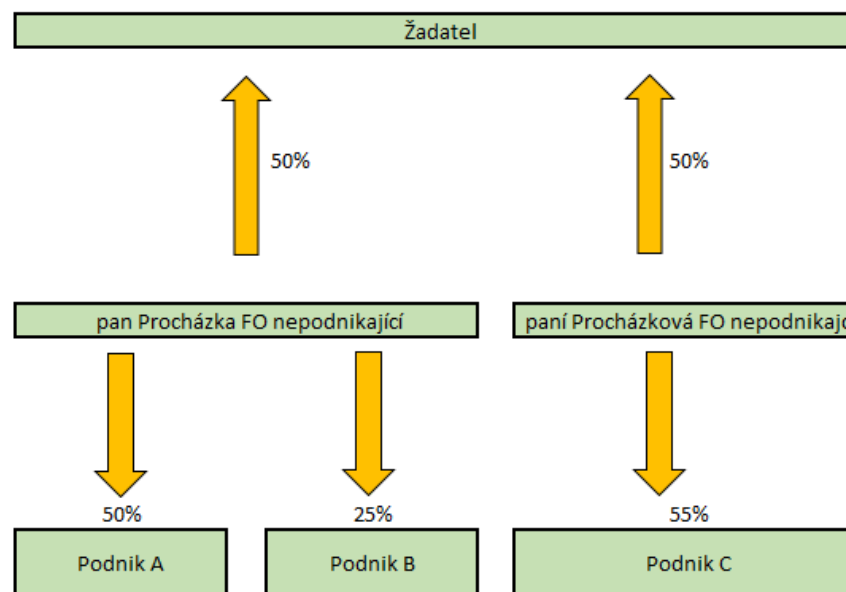 Žadatel
50%
50%
pan Procházka FO nepodnikající
paní Procházková FO
50%
25%
55%
Podnik A
Podnik B
Podnik C